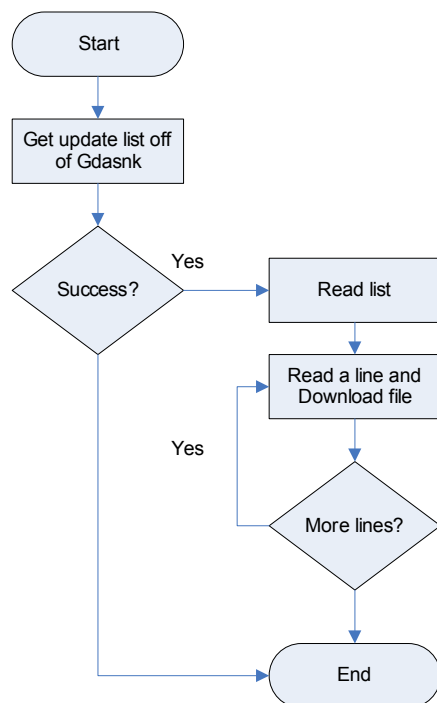 Start
Get update list off
of Gdasnk
Success?
Yes
Read list
Read a line and
Download file
Yes
More lines?
End